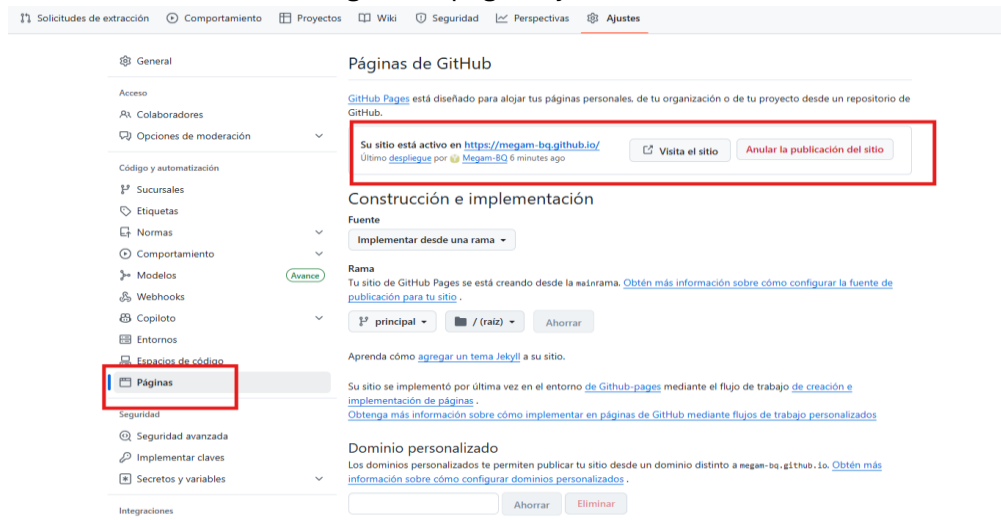 Solicitudes de extracción Comportamiento Proyectos Wiki Seguridad Perspectivas Ajustes
General
Acceso
Colaboradores
Opciones de moderación
Código y automatización
Sucursales
Etiquetas
Normas
Comportamiento
Modelos Avance
Webhooks
Copiloto
Entornos
Espacios de código
Páginas
Seguridad
Seguridad avanzada
Implementar claves
Secretos y variables
Integraciones
Páginas de GitHub
GitHub Pages está diseñado para alojar tus páginas personales, de tu organización o de tu proyecto desde un repositorio de
GitHub.
Su sitio está activo en https://megam-bq.github.io/
Último despliegue por Megam-BQ 6 minutes ago
Visita el sitio
Anular la publicación del sitio
Construcción e implementación
Fuente
Implementar desde una rama
Rama
Tu sitio de GitHub Pages se está creando desde la mainrama. Obtén más información sobre cómo configurar la fuente de
publicación para tu sitio .
principal / (raíz) Ahorrar
Aprenda cómo agregar un tema Jekyll a su sitio.
Su sitio se implementó por última vez en el entorno de Github-pages mediante el flujo de trabajo de creación e
implementación de páginas .
Obtenga más información sobre cómo implementar en páginas de GitHub mediante flujos de trabajo personalizados
Dominio personalizado
Los dominios personalizados te permiten publicar tu sitio desde un dominio distinto a megam-bq.github.io. Obtén más
información sobre cómo configurar dominios personalizados .
Ahorrar Eliminar